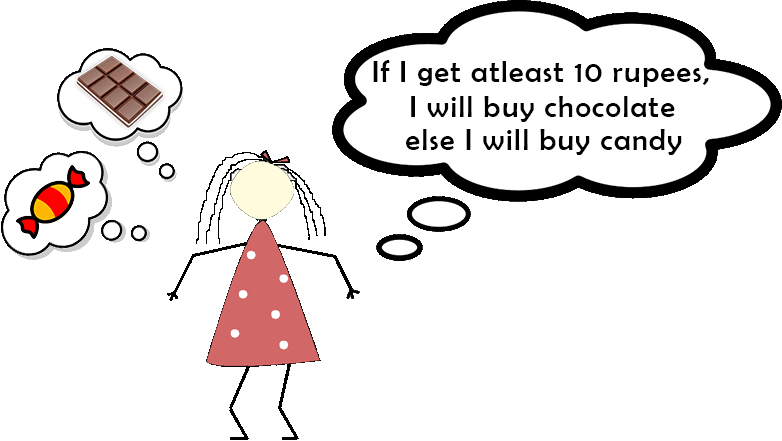 If I get atleast 10 rupees,
I will buy chocolate
else I will buy candy